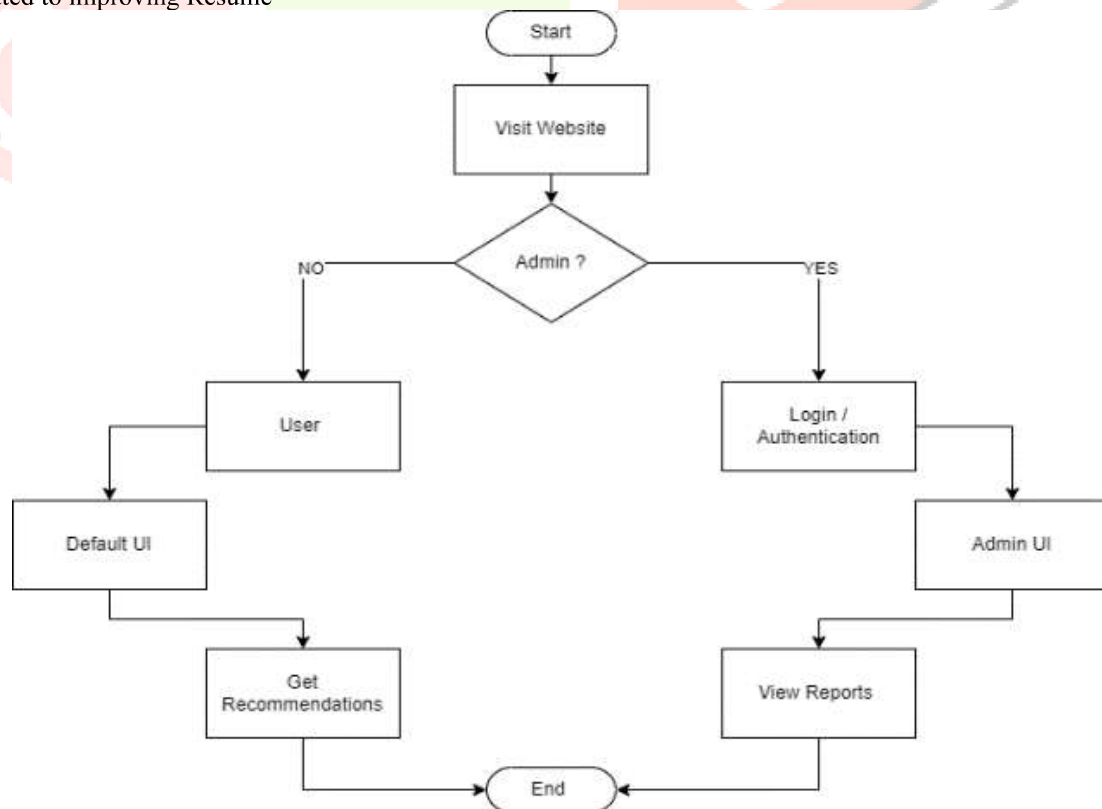 to Improving Resume
Start
Visit Website
Admin ?
NO
YES
User
Login /
Authentication
Default UI
Admin UI
Get
Recommendations
View Reports
End